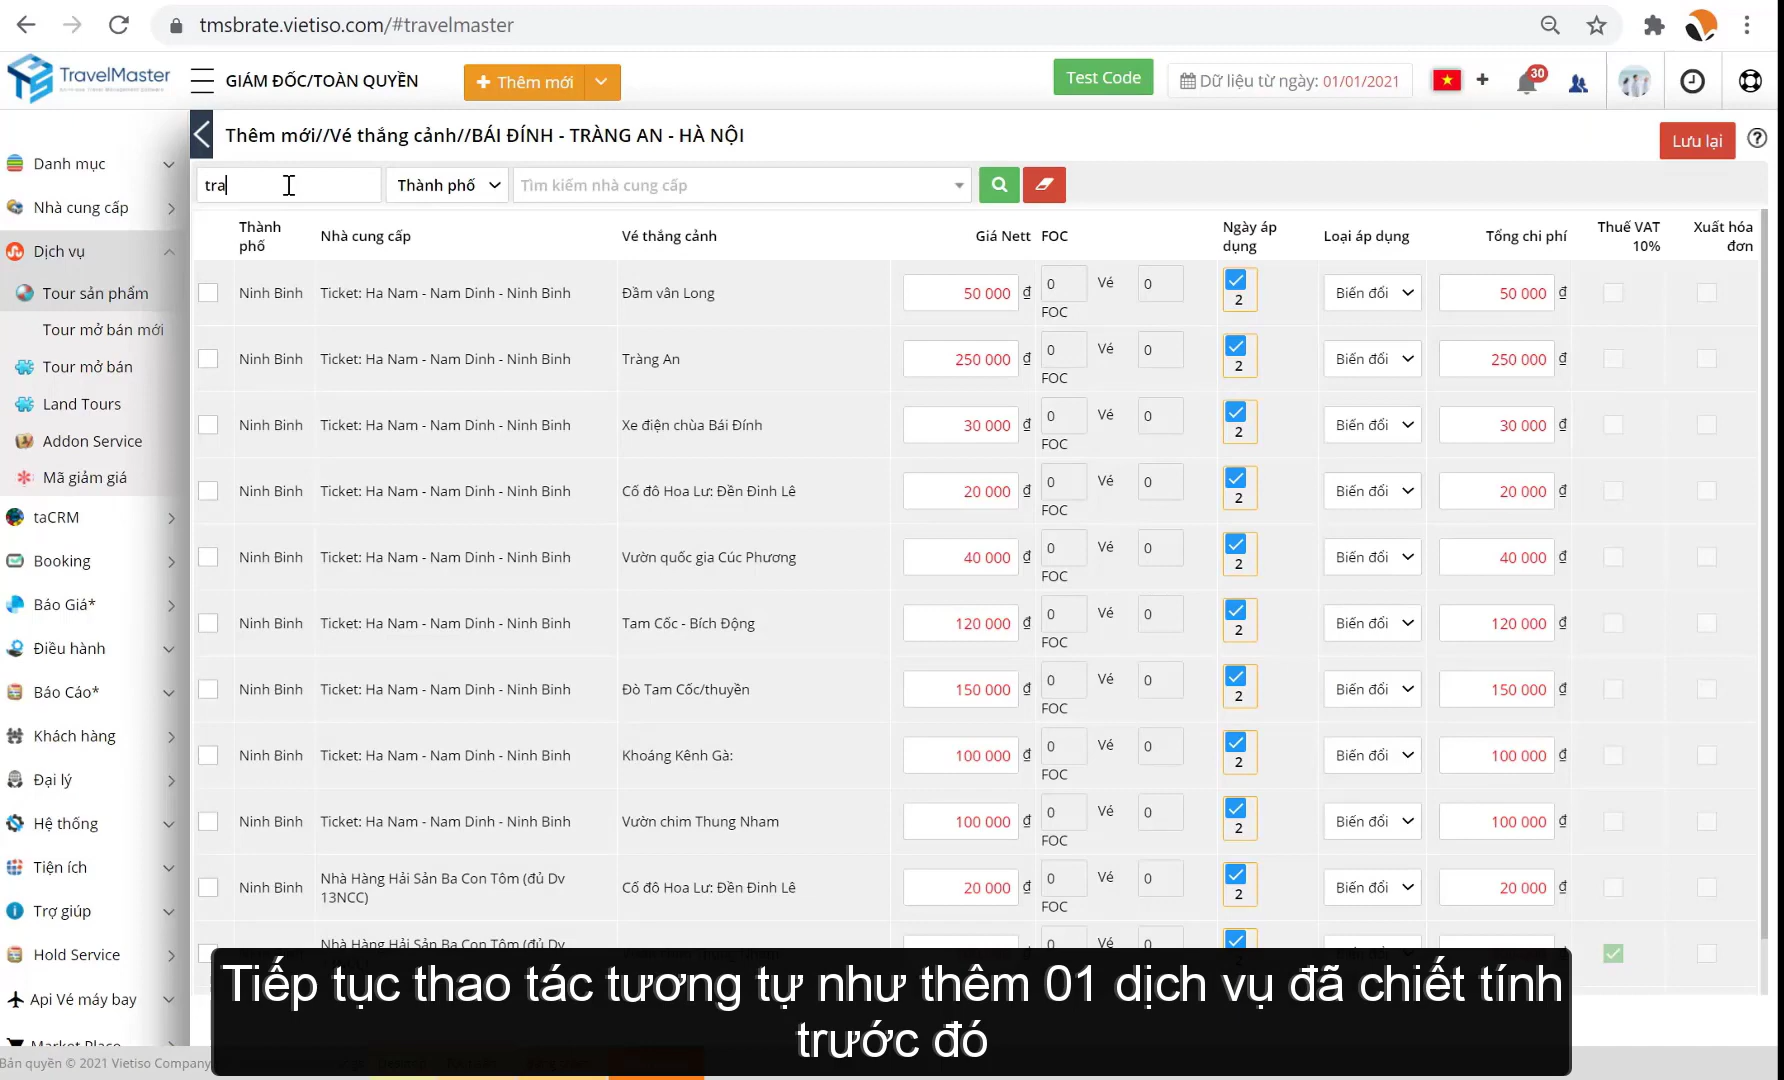 tmsbrate.vietiso.com/#travelmaster
TravelMaster
GIÁM ĐỐC/TOÀN QUYỀN
Thêm mới
Test Code
Dữ liệu từ ngày: 01/01/2021
30
Thêm mới//Vé thắng cảnh//BÁI ĐÍNH - TRÀNG AN - HÀ NỘI
Lưu lại
tra
Thành phố
Tìm kiếm nhà cung cấp
Danh mục
Nhà cung cấp
Dịch vụ
Tour sản phẩm
Tour mở bán mới
Tour mở bán
Land Tours
Addon Service
Mã giảm giá
taCRM
Booking
Báo Giá*
Điều hành
Báo Cáo*
Khách hàng
Đại lý
Hệ thống
Tiện ích
Trợ giúp
Hold Service
Api Vé máy bay
Market Place
Bản quyền © 2021 Vietiso Company
Thành phố Nhà cung cấp Vé thắng cảnh Giá Nett FOC Ngày áp dụng Loại áp dụng Tổng chi phí Thuế VAT 10% Xuất hóa đơn
Ninh Binh Ticket: Ha Nam - Nam Dinh - Ninh Binh Đầm vân Long 50 000 đ 0 Vé 0 FOC 2 Biến đổi 50 000 đ
Ninh Binh Ticket: Ha Nam - Nam Dinh - Ninh Binh Tràng An 250 000 đ 0 Vé 0 FOC 2 Biến đổi 250 000 đ
Ninh Binh Ticket: Ha Nam - Nam Dinh - Ninh Binh Xe điện chùa Bái Đính 30 000 đ 0 Vé 0 FOC 2 Biến đổi 30 000 đ
Ninh Binh Ticket: Ha Nam - Nam Dinh - Ninh Binh Cố đô Hoa Lư: Đền Đinh Lê 20 000 đ 0 Vé 0 FOC 2 Biến đổi 20 000 đ
Ninh Binh Ticket: Ha Nam - Nam Dinh - Ninh Binh Vườn quốc gia Cúc Phương 40 000 đ 0 Vé 0 FOC 2 Biến đổi 40 000 đ
Ninh Binh Ticket: Ha Nam - Nam Dinh - Ninh Binh Tam Cốc - Bích Động 120 000 đ 0 Vé 0 FOC 2 Biến đổi 120 000 đ
Ninh Binh Ticket: Ha Nam - Nam Dinh - Ninh Binh Đò Tam Cốc/thuyền 150 000 đ 0 Vé 0 FOC 2 Biến đổi 150 000 đ
Ninh Binh Ticket: Ha Nam - Nam Dinh - Ninh Binh Khoáng Kênh Gà: 100 000 đ 0 Vé 0 FOC 2 Biến đổi 100 000 đ
Ninh Binh Ticket: Ha Nam - Nam Dinh - Ninh Binh Vườn chim Thung Nham 100 000 đ 0 Vé 0 FOC 2 Biến đổi 100 000 đ
Ninh Binh Nhà Hàng Hải Sản Ba Con Tôm (đủ Dv 13NCC) Cố đô Hoa Lư: Đền Đinh Lê 20 000 đ 0 Vé 0 FOC 2 Biến đổi 20 000 đ
Nhà Hàng Hải Sản Ba Con Tôm (đủ Dv 0 Vé 0
Tiếp tục thao tác tương tự như thêm 01 dịch vụ đã chiết tính
trước đó